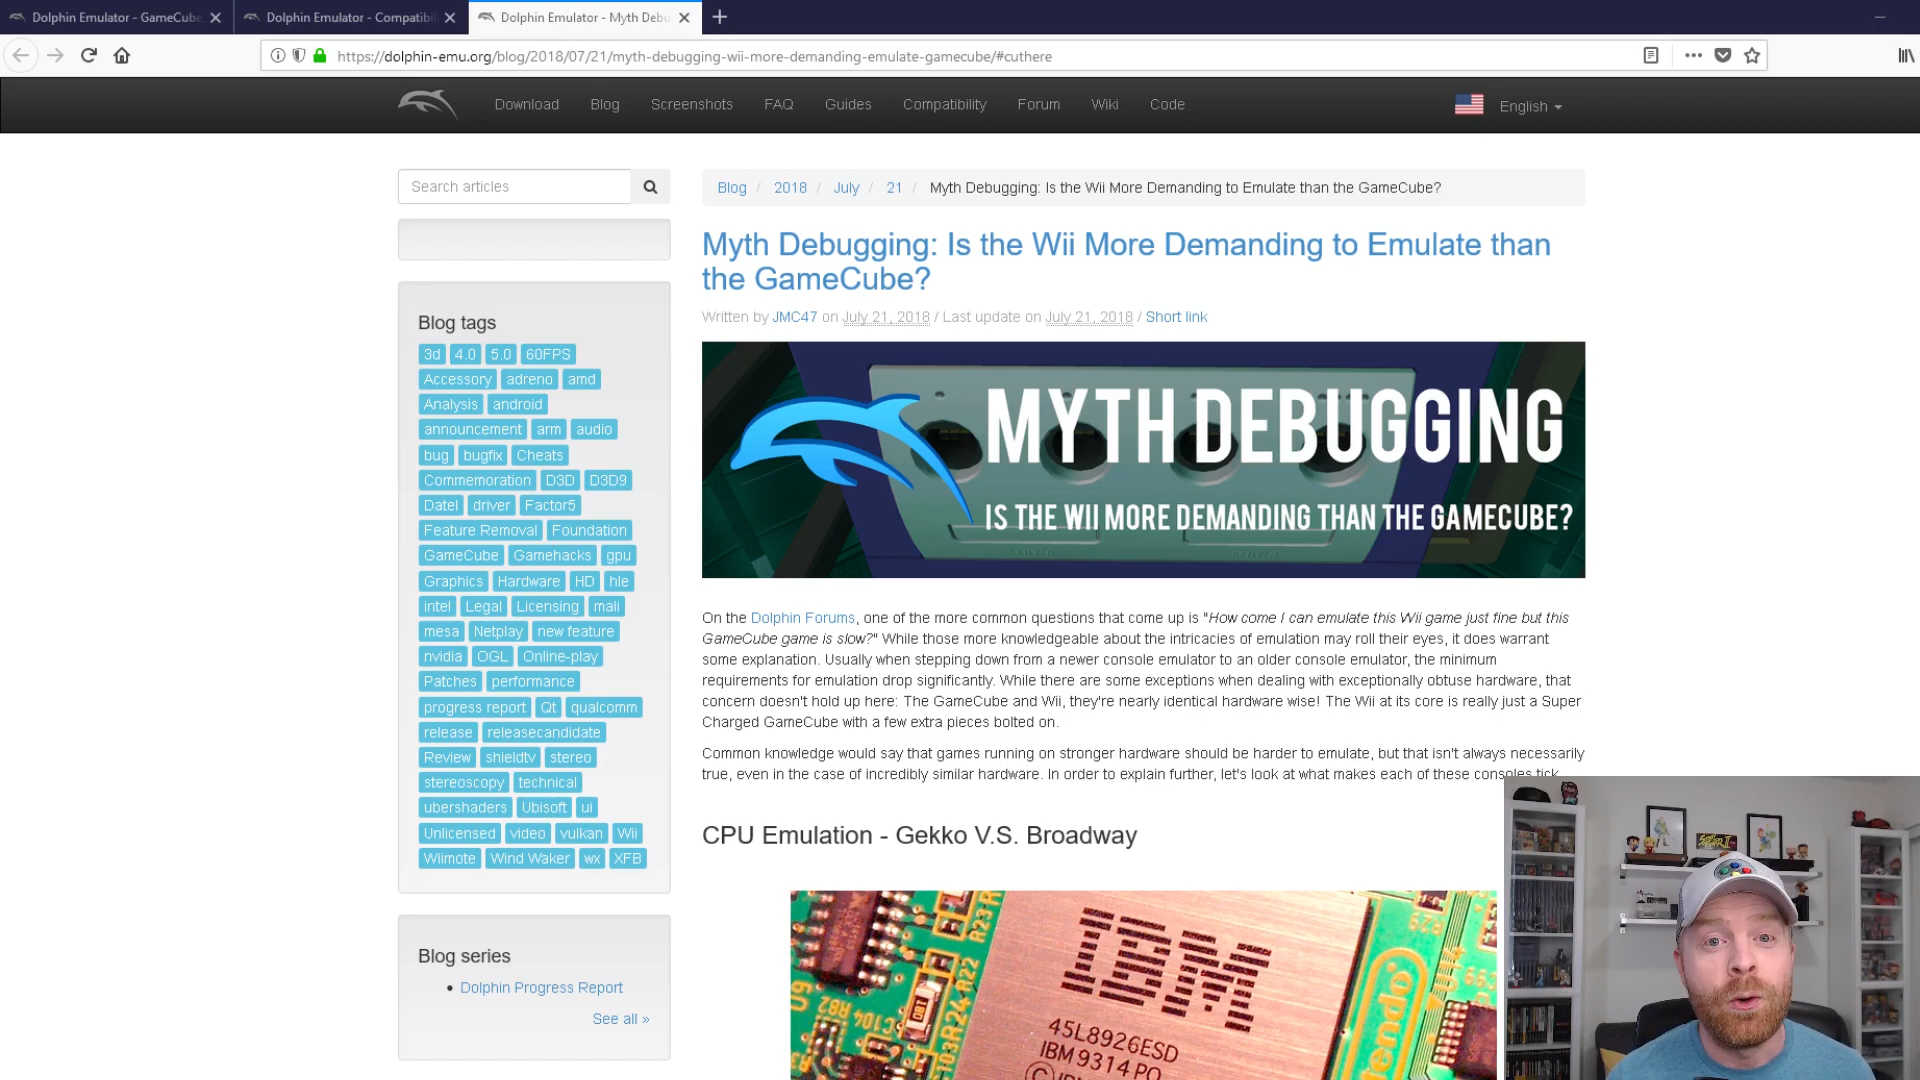 Dolphin Emulator - GameCube
Dolphin Emulator - Compatibil
Dolphin Emulator - Myth Debu
https://dolphin-emu.org/blog/2018/07/21/myth-debugging-wii-more-demanding-emulate-gamecube/#cuthere
Download Blog Screenshots FAQ Guides Compatibility Forum Wiki Code English
Search articles
Blog / 2018 / July / 21 / Myth Debugging: Is the Wii More Demanding to Emulate than the GameCube?
Myth Debugging: Is the Wii More Demanding to Emulate than
the GameCube?
Written by JMC47 on July 21, 2018 / Last update on July 21, 2018 / Short link
MYTH DEBUGGING
IS THE WII MORE DEMANDING THAN THE GAMECUBE?
On the Dolphin Forums, one of the more common questions that come up is "How come I can emulate this Wii game just fine but this
GameCube game is slow?" While those more knowledgeable about the intricacies of emulation may roll their eyes, it does warrant
some explanation. Usually when stepping down from a newer console emulator to an older console emulator, the minimum
requirements for emulation drop significantly. While there are some exceptions when dealing with exceptionally obtuse hardware, that
concern doesn't hold up here: The GameCube and Wii, they're nearly identical hardware wise! The Wii at its core is really just a Super
Charged GameCube with a few extra pieces bolted on.
Common knowledge would say that games running on stronger hardware should be harder to emulate, but that isn't always necessarily
true, even in the case of incredibly similar hardware. In order to explain further, let's look at what makes each of these consoles tick.
CPU Emulation - Gekko V.S. Broadway
IBM
45L8926ESD
IBM9314PQ
Nintendo
R23
R22
R24
C104
R103
R82
U9
Blog tags
3d 4.0 5.0 60FPS
Accessory adreno amd
Analysis android
announcement arm audio
bug bugfix Cheats
Commemoration D3D D3D9
Datel driver Factor5
Feature Removal Foundation
GameCube Gamehacks gpu
Graphics Hardware HD hle
intel Legal Licensing mali
mesa Netplay new feature
nvidia OGL Online-play
Patches performance
progress report Qt qualcomm
release releasecandidate
Review shieldtv stereo
stereoscopy technical
ubershaders Ubisoft ui
Unlicensed video vulkan Wii
Wiimote Wind Waker wx XFB
Blog series
Dolphin Progress Report
See all »